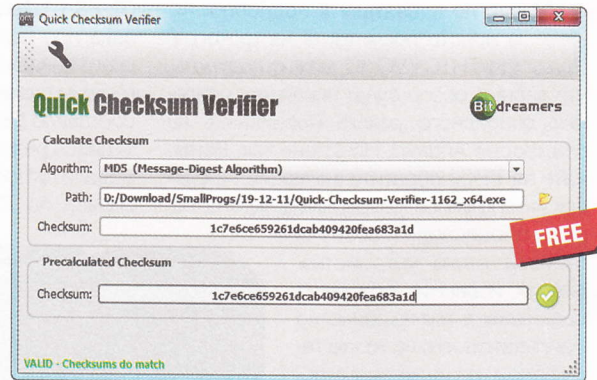 Quick Checksum Verifier
Quick Checksum Verifier
Bitdreamers
Calculate Checksum
Algorithm: MD5 (Message-Digest Algorithm)
Path: D:/Download/SmallProgs/19-12-11/Quick-Checksum-Verifier-1162_x64.exe
Checksum: 1c7e6ce659261dcab409420fea683a1d
FREE
Precalculated Checksum
Checksum: 1c7e6ce659261dcab409420fea683a1d
VALID - Checksums do match